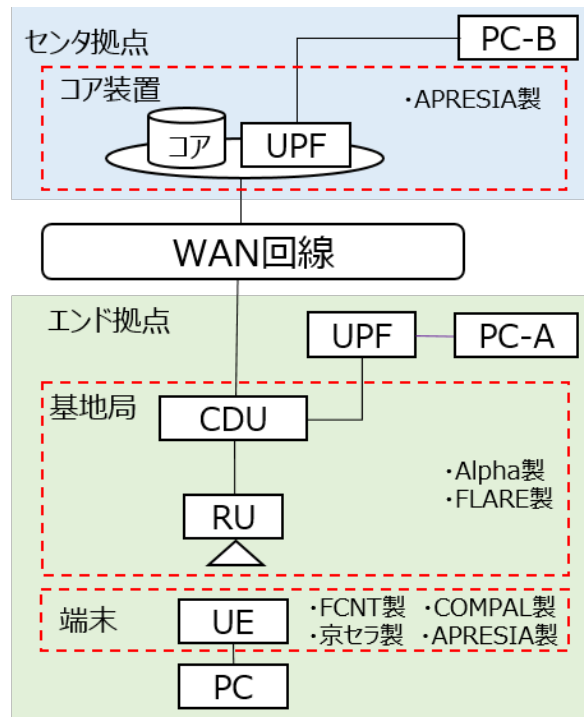 センタ拠点
PC-B
コア装置
・APRESIA製
コア
UPF
WAN回線
エンド拠点
UPF
PC-A
基地局
CDU
・Alpha製
・FLARE製
RU
端末
UE
・FCNT製 ・COMPAL製
・京セラ製 ・APRESIA製
PC